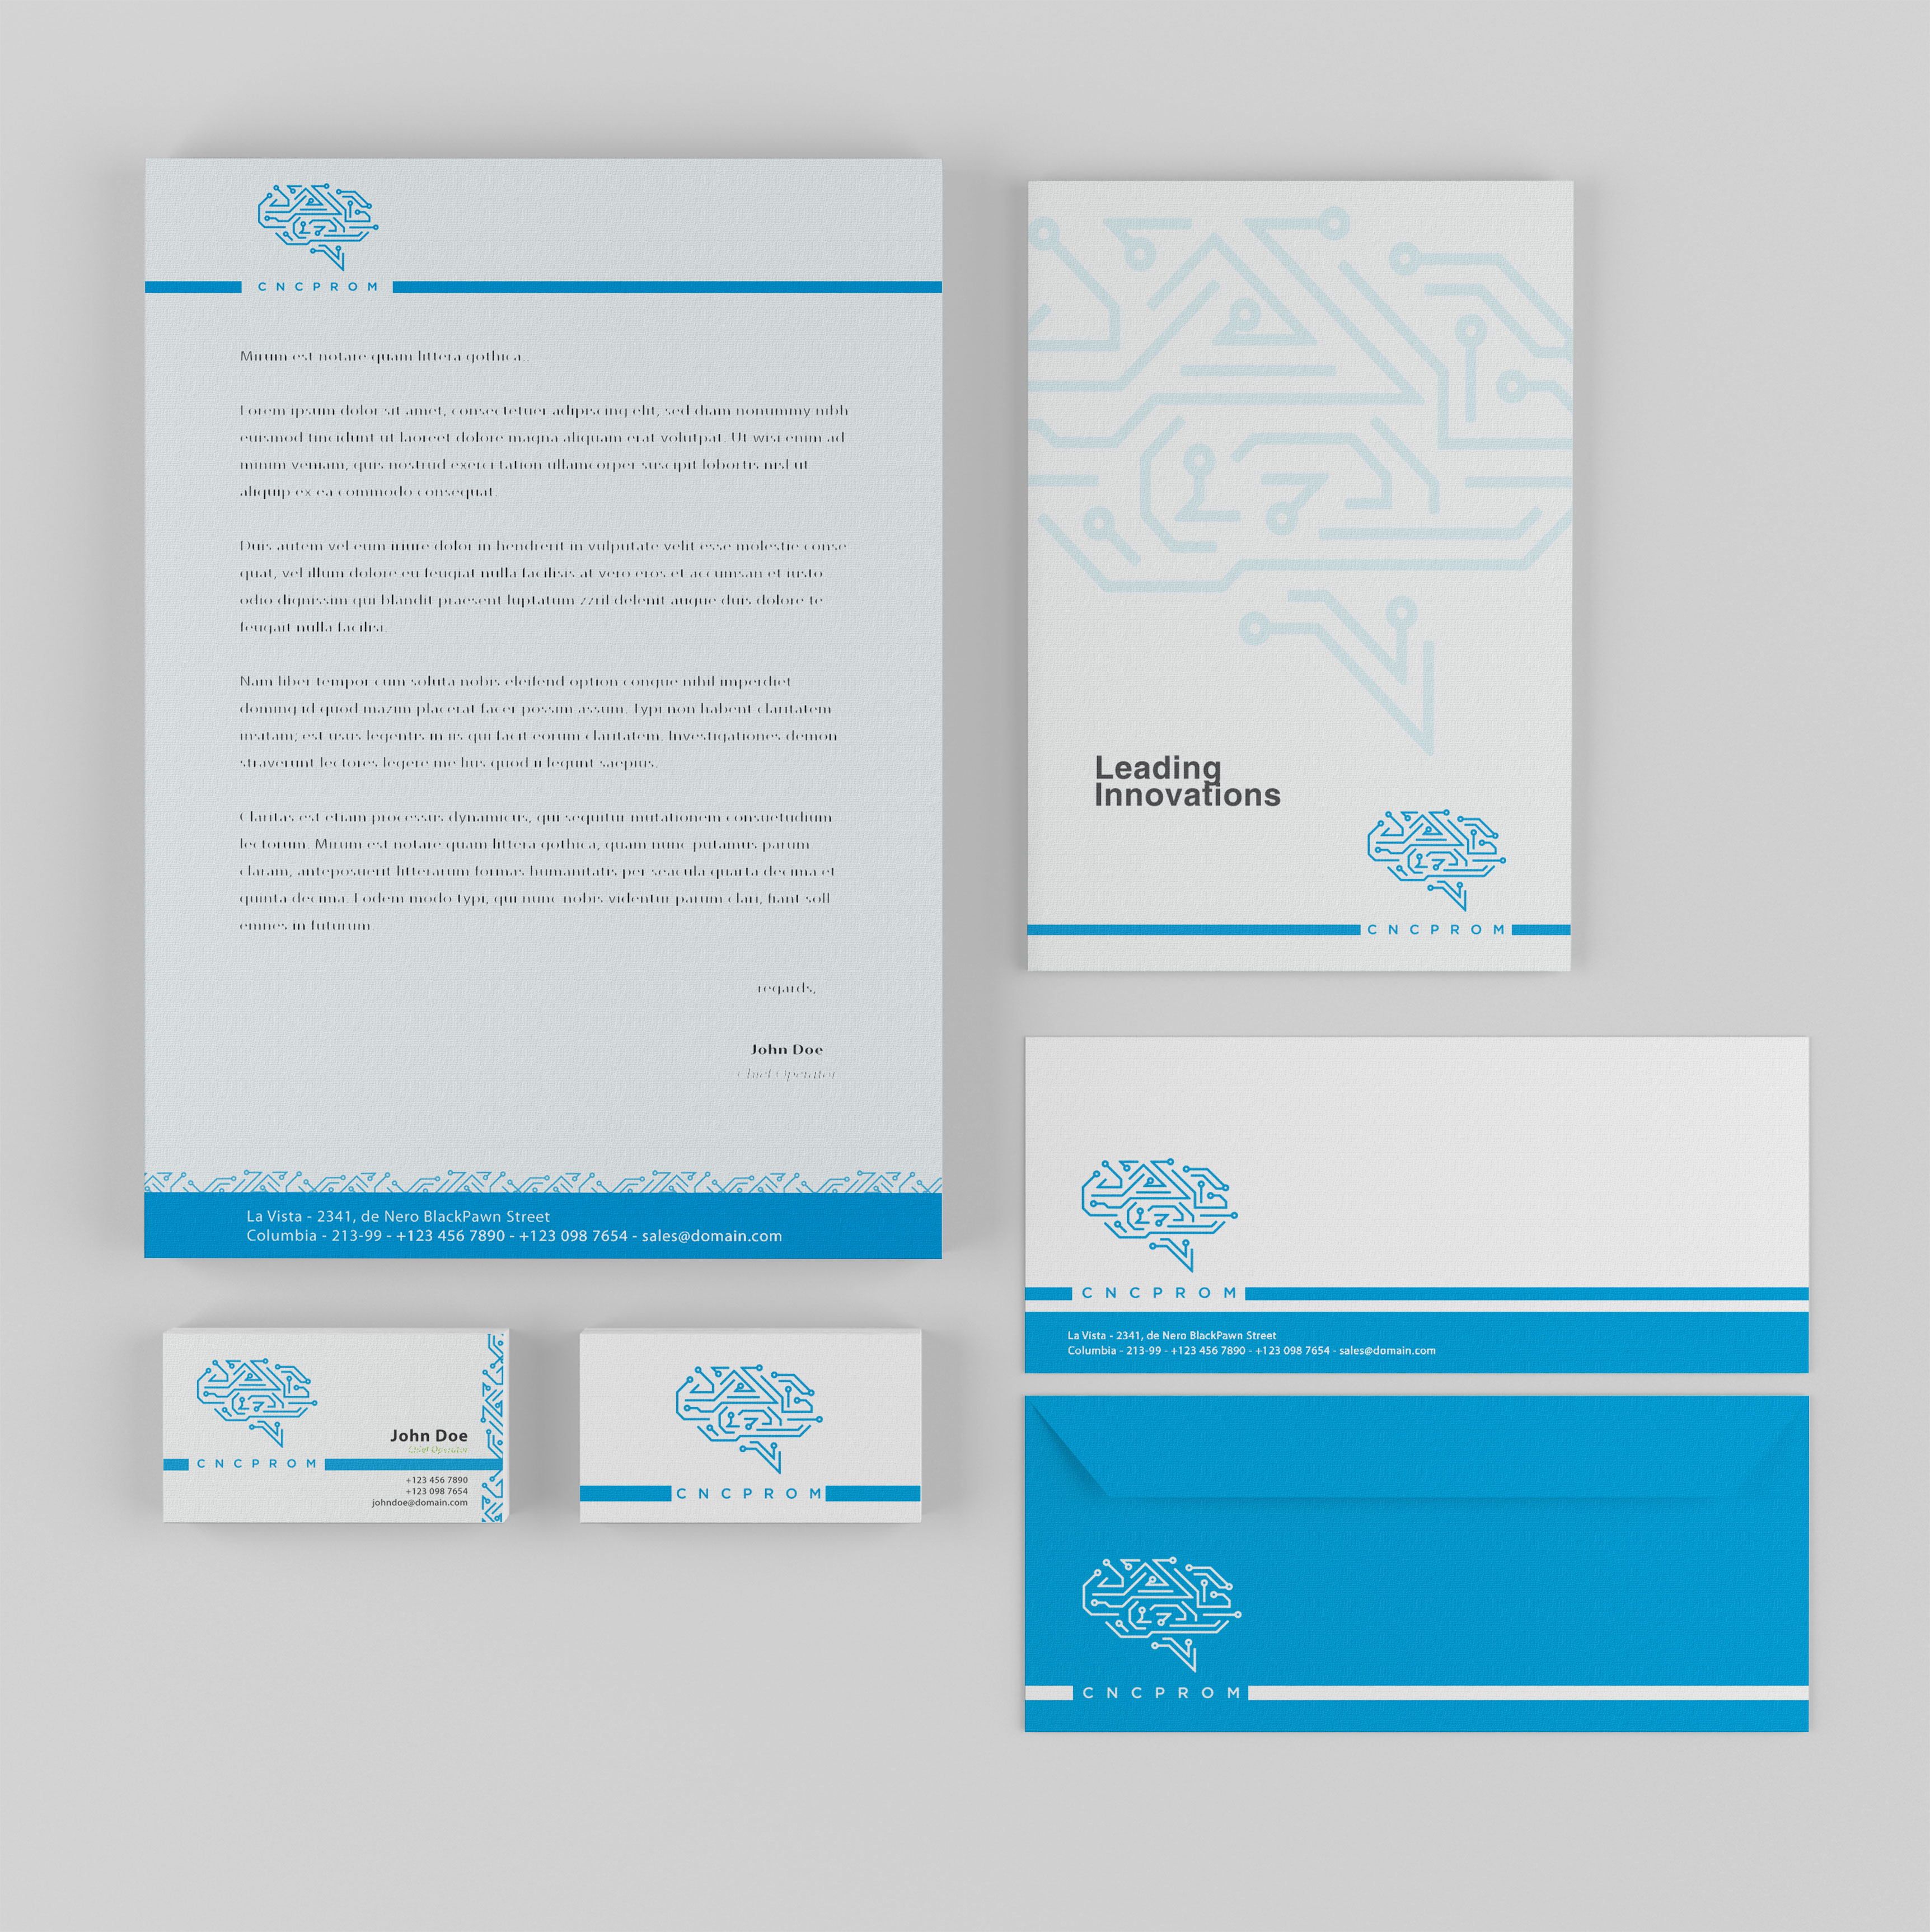 CNCPROM
Mirum est notare quam littera gothica..
Lorem ipsum dolor sit amet, consectetuer adipiscing elit, sed diam nonummy nibh
euismod tincidunt ut laoreet dolore magna aliquam erat volutpat. Ut wisi enim ad
minim veniam, quis nostrud exerci tation ullamcorper suscipit lobortis nisl ut
aliquip ex ea commodo consequat.
Duis autem vel eum iriure dolor in hendrerit in vulputate velit esse molestie conse
quat, vel illum dolore eu feugiat nulla facilisis at vero eros et accumsan et iusto
odio dignissim qui blandit praesent luptatum zzril delenit augue duis dolore te
feugait nulla facilisi.
Nam liber tempor cum soluta nobis eleifend option congue nihil imperdiet
doming id quod mazim placerat facer possim assum. Typi non habent claritatem
insitam; est usus legentis in iis qui facit eorum claritatem. Investigationes demon
straverunt lectores legere me lius quod ii legunt saepius.
Claritas est etiam processus dynamicus, qui sequitur mutationem consuetudium
lectorum. Mirum est notare quam littera gothica, quam nunc putamus parum
claram, anteposuerit litterarum formas humanitatis per seacula quarta decima et
quinta decima. Eodem modo typi, qui nunc nobis videntur parum clari, fiant soll
emnes in futurum.
regards,
John Doe
Chief Operator
La Vista - 2341, de Nero BlackPawn Street
Columbia - 213-99 - +123 456 7890 - +123 098 7654 - sales@domain.com
Leading
Innovations
CNCPROM
CNCPROM
La Vista - 2341, de Nero BlackPawn Street
Columbia - 213-99 - +123 456 7890 - +123 098 7654 - sales@domain.com
John Doe
Chief Operator
CNCPROM
+123 456 7890
+123 098 7654
johndoe@domain.com
CNCPROM
CNCPROM